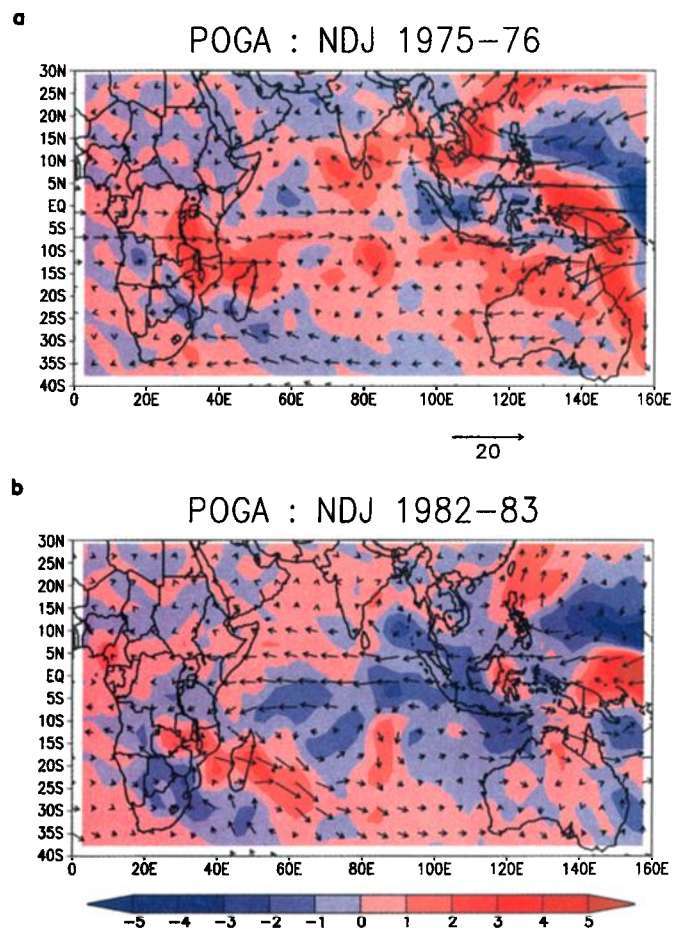 a
POGA : NDJ 1975-76
30N
25N
20N
15N
10N
5N
EQ
5S
10S
15S
20S
25S
30S
35S
40S
0 20E 40E 60E 80E 100E 120E 140E 160E
20
b
POGA : NDJ 1982-83
30N
25N
20N
15N
10N
5N
EQ
5S
10S
15S
20S
25S
30S
35S
40S
0 20E 40E 60E 80E 100E 120E 140E 160E
-5 -4 -3 -2 -1 0 1 2 3 4 5